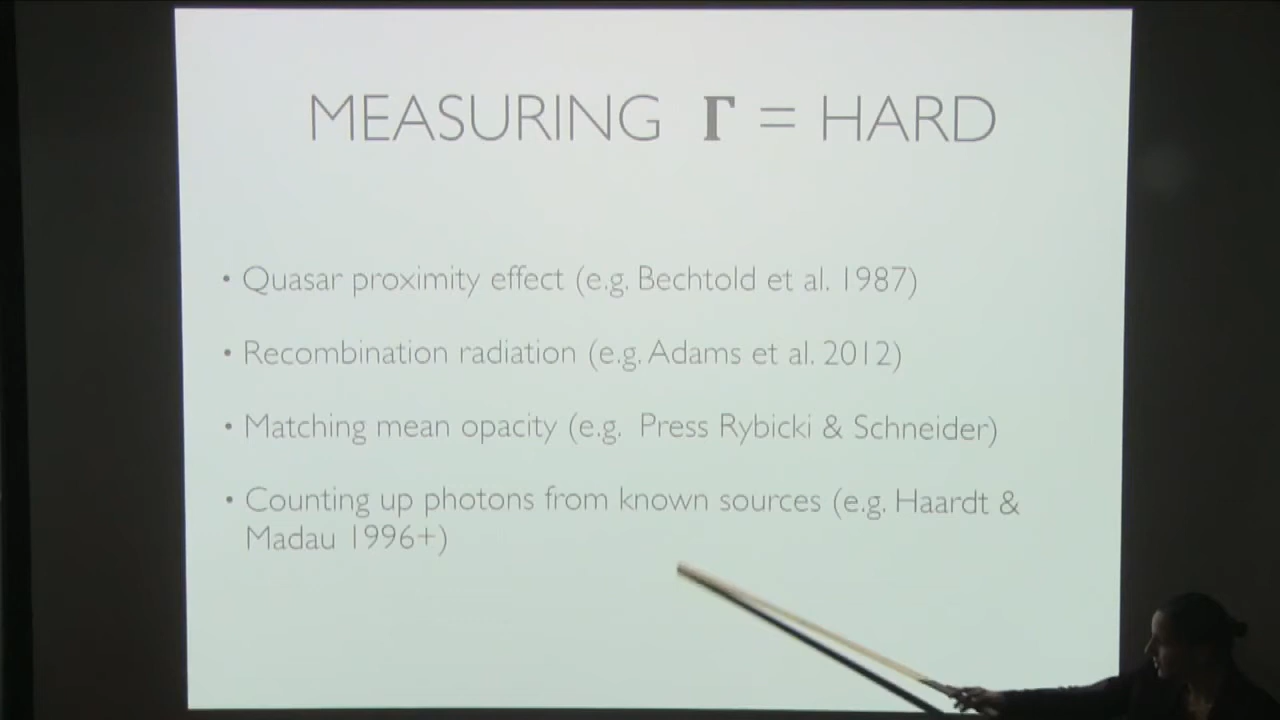 MEASURING Γ = HARD
• Quasar proximity effect (e.g. Bechtold et al. 1987)
• Recombination radiation (e.g. Adams et al. 2012)
• Matching mean opacity (e.g. Press Rybicki & Schneider)
• Counting up photons from known sources (e.g. Haardt &
Madau 1996+)